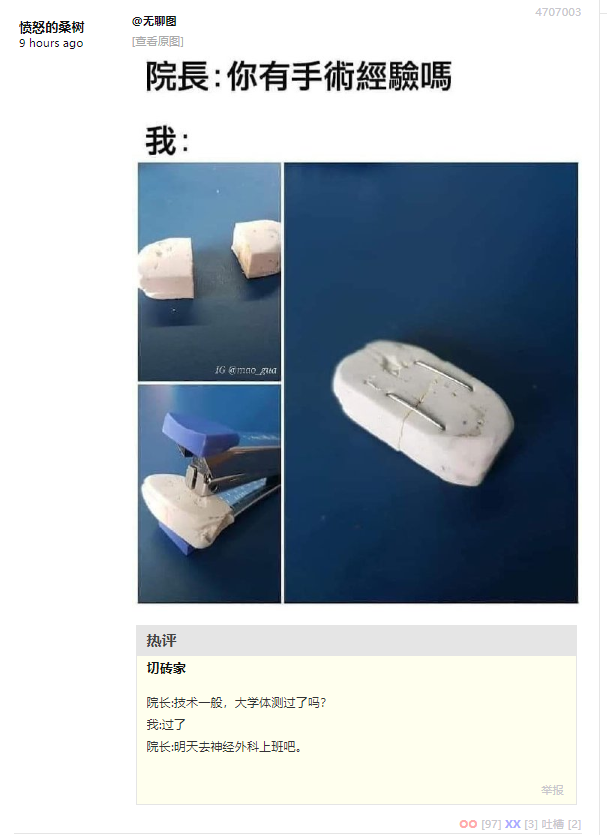 愤怒的桑树
9 hours ago
@无聊图
4707003
[查看原图]
院長:你有手術經驗嗎
我:
IG @mao_gua
热评
切砖家
院长:技术一般，大学体测过了吗?
我:过了
院长:明天去神经外科上班吧。
举报
OO [97] XX [3] 吐槽 [2]